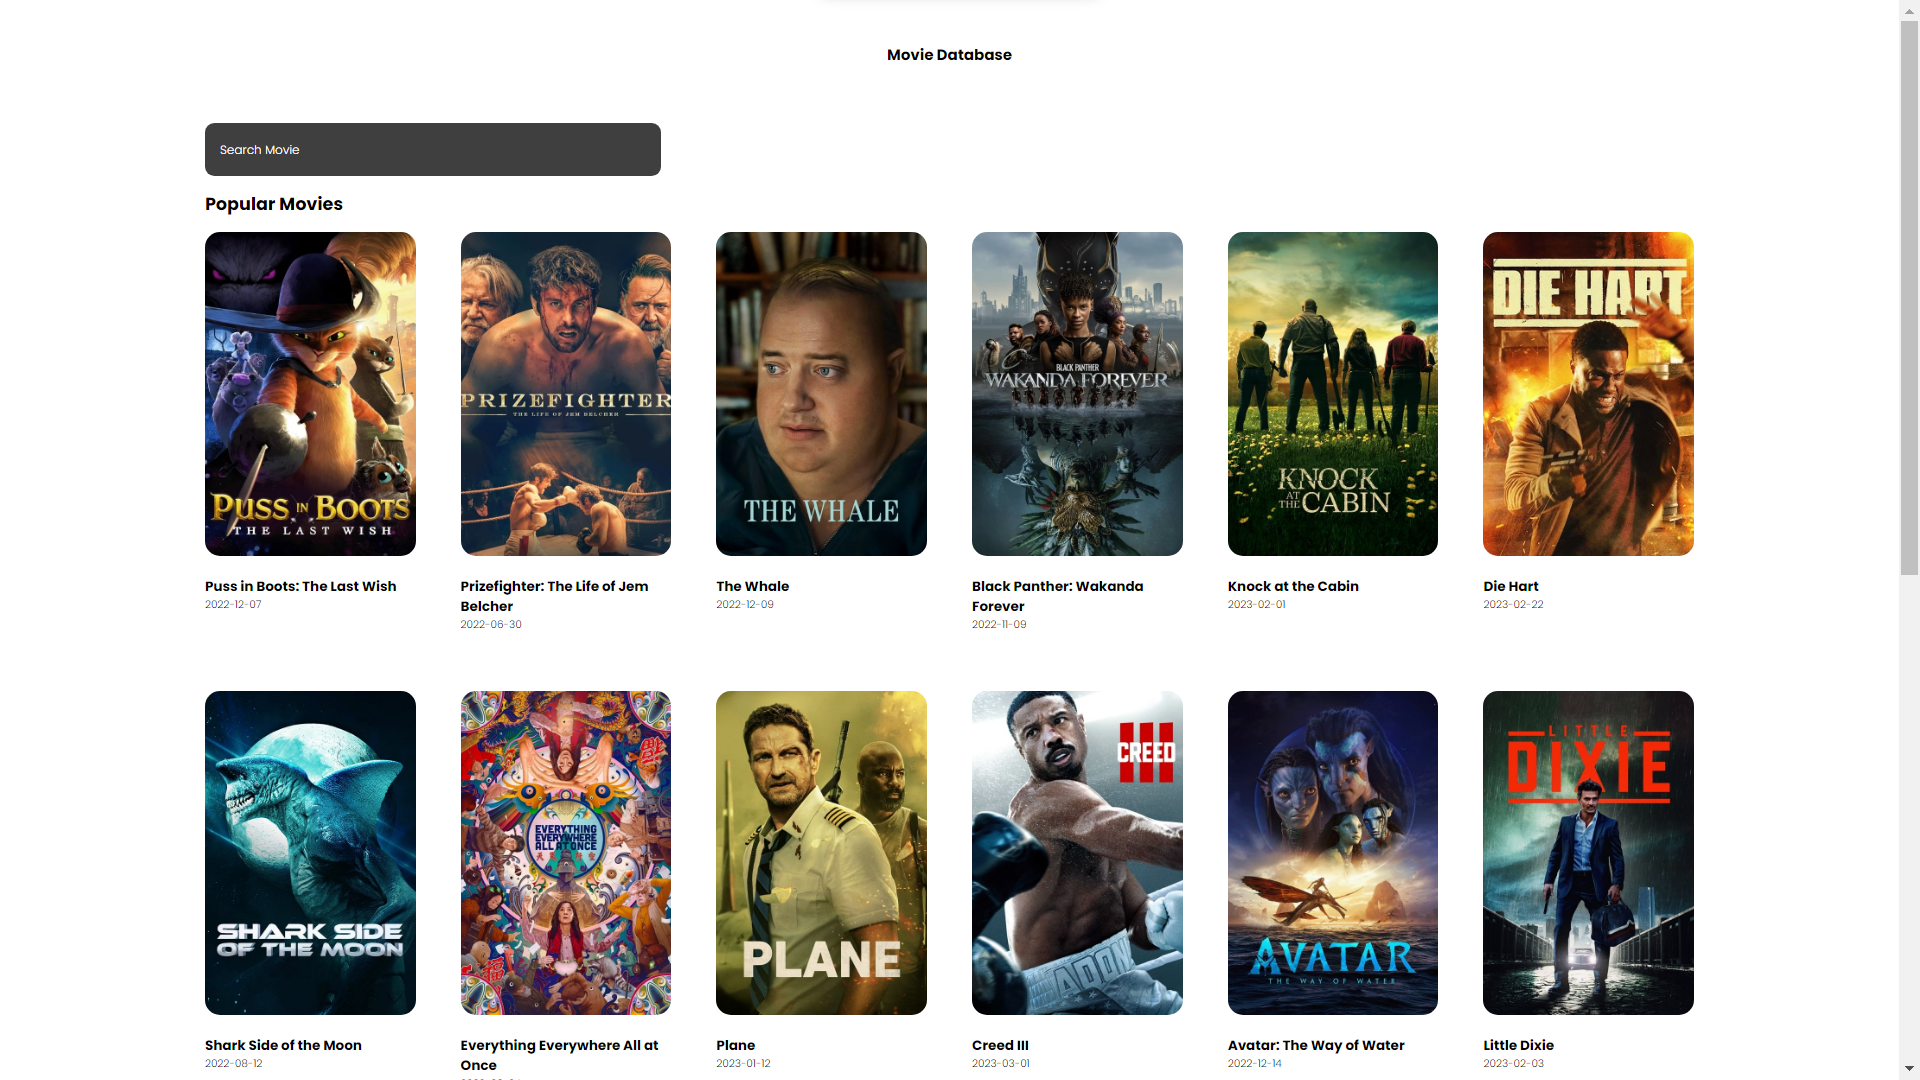 Movie Database
Search Movie
Popular Movies
PUSS IN BOOTS
THE LAST WISH
PRIZEFIGHTER
THE LIFE OF JEM BELCHER
THE WHALE
BLACK PANTHER
WAKANDA FOREVER
KNOCK
AT
THE CABIN
DIE HART
Puss in Boots: The Last Wish
2022-12-07
Prizefighter: The Life of Jem
Belcher
2022-06-30
The Whale
2022-12-09
Black Panther: Wakanda
Forever
2022-11-09
Knock at the Cabin
2023-02-01
Die Hart
2023-02-22
SHARK SIDE
OF THE MOON
EVERYTHING
EVERYWHERE
ALL AT ONCE
福
PLANE
CREED
III
ADON
AVATAR
THE WAY OF WATER
LITTLE
DIXIE
Shark Side of the Moon
2022-08-12
Everything Everywhere All at
Once
Plane
2023-01-12
Creed III
2023-03-01
Avatar: The Way of Water
2022-12-14
Little Dixie
2023-02-03